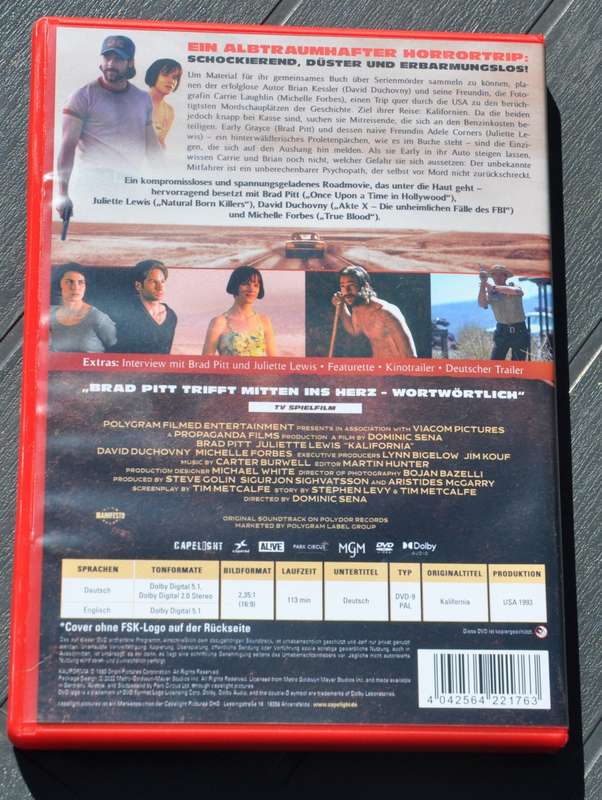 EIN ALBTRAUMHAFTER HORRORTRIP:
SCHOCKIEREND, DÜSTER UND ERBARMUNGSLOS!
Um Material für ihr gemeinsames Buch über Serienmörder sammeln zu können, pla-
nen der erfolglose Autor Brian Kessler (David Duchovny) und seine Freundin, die Foto-
grafin Carrie Laughlin (Michelle Forbes), einen Trip quer durch die USA zu den berüch-
tigtsten Mordschauplätzen der Geschichte. Ziel ihrer Reise: Kalifornien. Da die beiden
jedoch knapp bei Kasse sind, suchen sie Mitreisende, die sich an den Benzinkosten be-
teiligen. Early Grayce (Brad Pitt) und dessen naive Freundin Adele Corners (Juliette Le-
wis) – ein hinterwäldlerisches Proletenpärchen, wie es im Buche steht – sind die Einzi-
gen, die sich auf den Aushang hin melden. Als sie Early in ihr Auto steigen lassen,
wissen Carrie und Brian noch nicht, welcher Gefahr sie sich aussetzen: Der unbekannte
Mitfahrer ist ein unberechenbarer Psychopath, der selbst vor Mord nicht zurückschreckt.
Ein kompromissloses und spannungsgeladenes Roadmovie, das unter die Haut geht –
hervorragend besetzt mit Brad Pitt („Once Upon a Time in Hollywood“),
Juliette Lewis („Natural Born Killers“), David Duchovny („Akte X – Die unheimlichen Fälle des FBI“)
und Michelle Forbes („True Blood“).
Extras: Interview mit Brad Pitt und Juliette Lewis • Featurette • Kinotrailer • Deutscher Trailer
„BRAD PITT TRIFFT MITTEN INS HERZ - WORTWÖRTLICH“
TV SPIELFILM
POLYGRAM FILMED ENTERTAINMENT PRESENTS IN ASSOCIATION WITH VIACOM PICTURES
A PROPAGANDA FILMS PRODUCTION A FILM BY DOMINIC SENA
BRAD PITT JULIETTE LEWIS "KALIFORNIA"
DAVID DUCHOVNY MICHELLE FORBES EXECUTIVE PRODUCERS LYNN BIGELOW JIM KOUF
MUSIC BY CARTER BURWELL EDITOR MARTIN HUNTER
PRODUCTION DESIGNER MICHAEL WHITE DIRECTOR OF PHOTOGRAPHY BOJAN BAZELLI
PRODUCED BY STEVE GOLIN SIGURJON SIGHVATSSON AND ARISTIDES McGARRY
SCREENPLAY BY TIM METCALFE STORY BY STEPHEN LEVY & TIM METCALFE
DIRECTED BY DOMINIC SENA
MANIFESTO
ORIGINAL SOUNDTRACK ON POLYDOR RECORDS
MARKETED BY POLYGRAM LABEL GROUP
CAPELIGHT capelight ALIVE PARK CIRCUS MGM DVD VIDEO Dolby AUDIO
SPRACHEN TONFORMATE BILDFORMAT LAUFZEIT UNTERTITEL TYP ORIGINALTITEL PRODUKTION
Deutsch Dolby Digital 5.1, Dolby Digital 2.0 Stereo 2,35:1 (16:9) 113 min Deutsch DVD-9 PAL Kalifornia USA 1993
Englisch Dolby Digital 5.1
*Cover ohne FSK-Logo auf der Rückseite
Diese DVD ist kopiergeschützt.
www.capelight.de
4 042564 221763